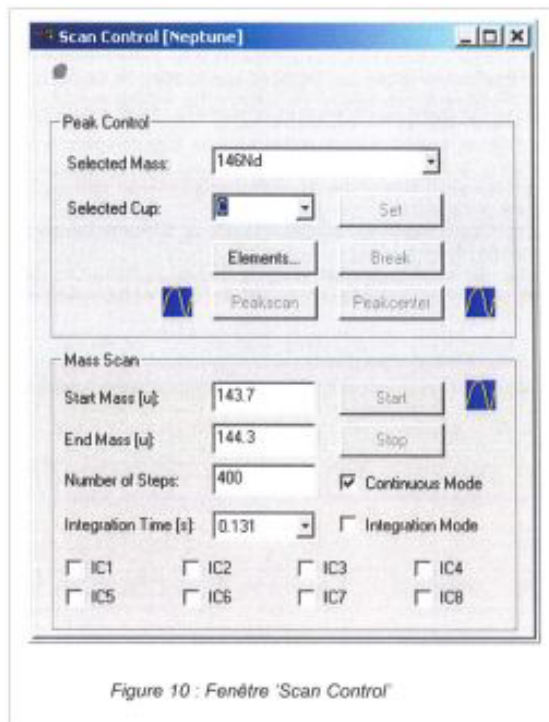 Scan Control [Neptune]
Peak Control
Selected Mass: 146Nd
Selected Cup: C Set
Elements... Break
Peakscan Peakcenter
Mass Scan
Start Mass [u]: 143.7 Start
End Mass [u]: 144.3 Stop
Number of Steps: 400 Continuous Mode
Integration Time [s]: 0.131 Integration Mode
IC1 IC2 IC3 IC4
IC5 IC6 IC7 IC8
Figure 10 : Fenêtre 'Scan Control'